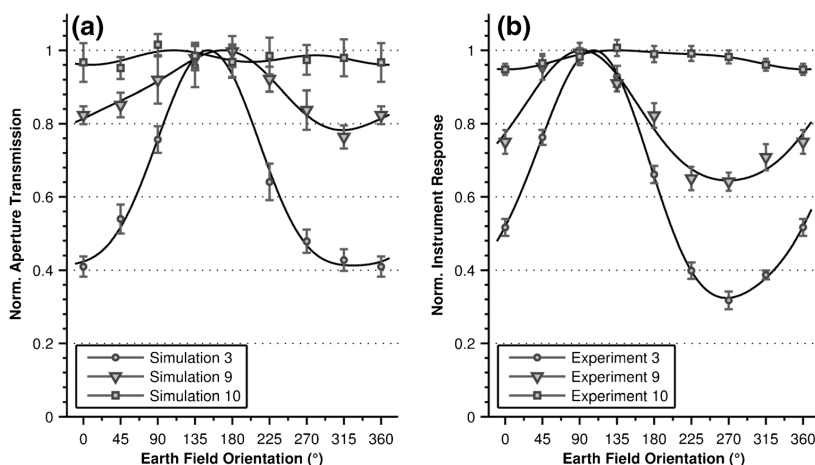 (a)
Norm. Aperture Transmission
1
0.8
0.6
0.4
0.2
0
Simulation 3
Simulation 9
Simulation 10
0 45 90 135 180 225 270 315 360
Earth Field Orientation (°)
(b)
Norm. Instrument Response
1
0.8
0.6
0.4
0.2
0
Experiment 3
Experiment 9
Experiment 10
0 45 90 135 180 225 270 315 360
Earth Field Orientation (°)